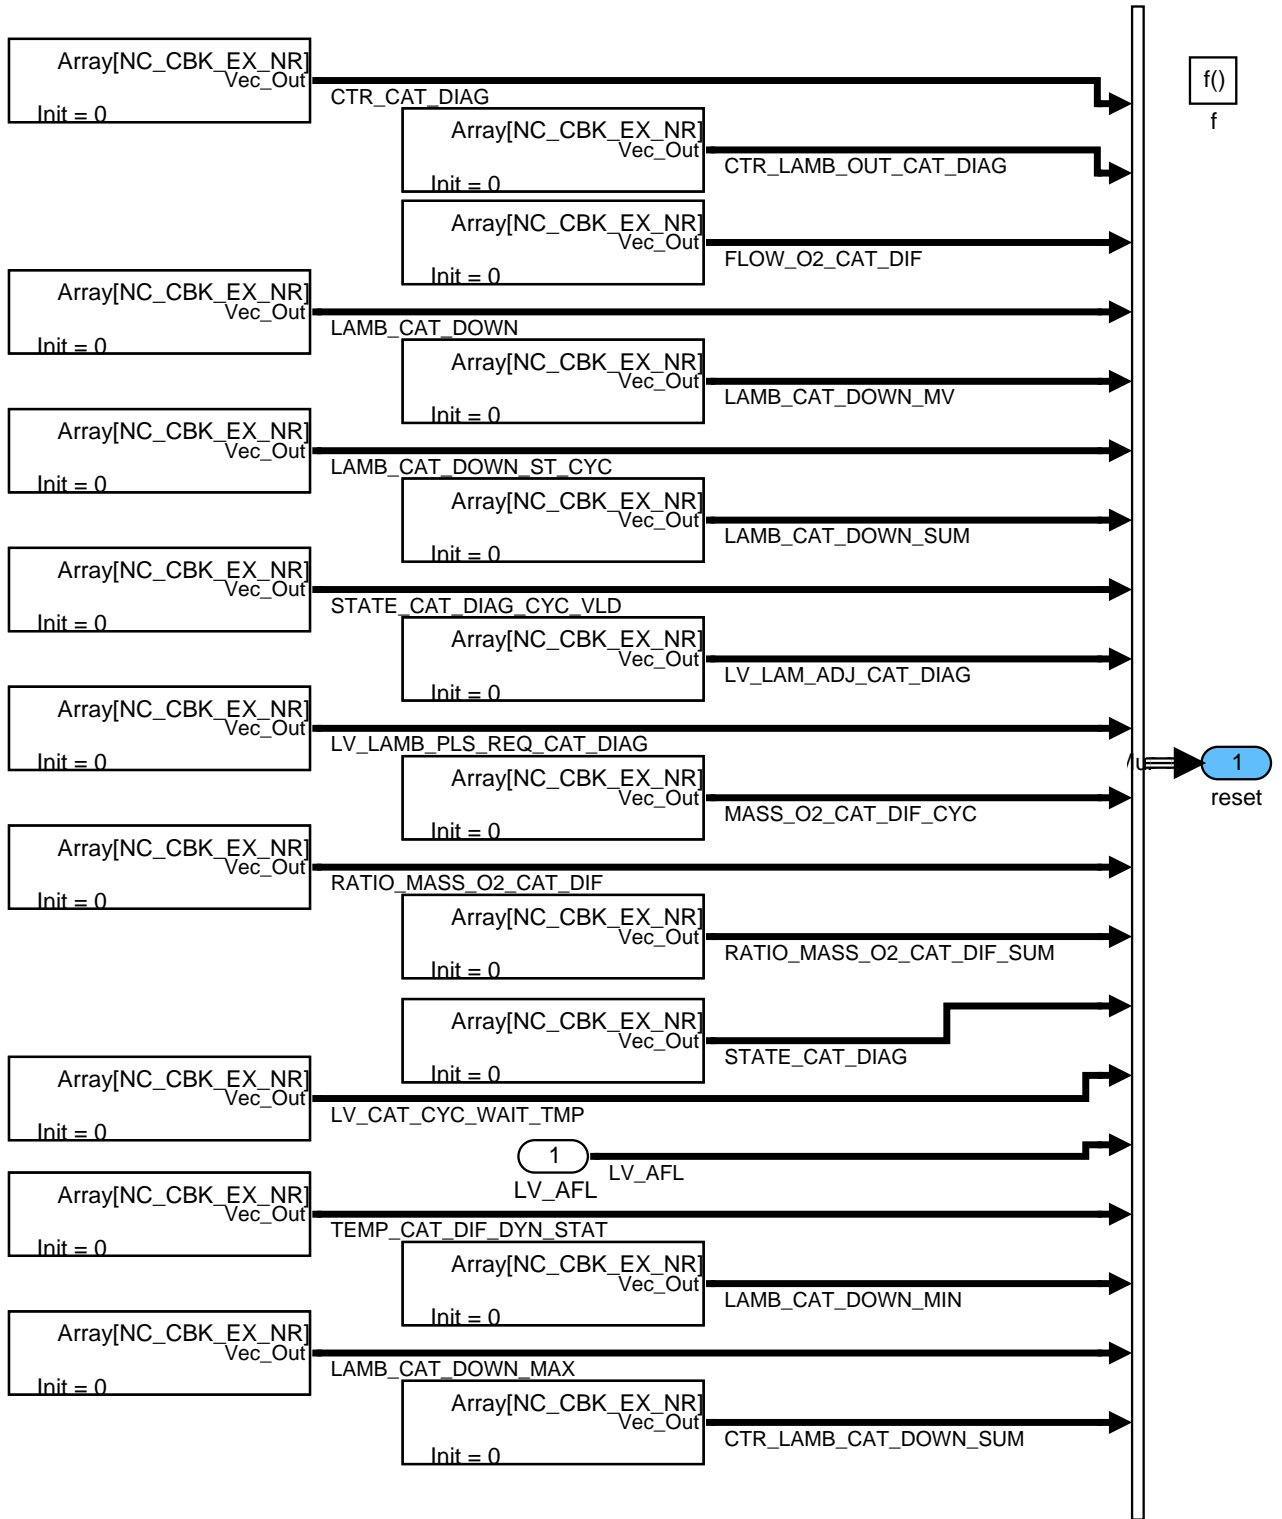 Array[NC_CBK_EX_NR]
Vec_Out
Init = 0
CTR_CAT_DIAG
f()
f
Array[NC_CBK_EX_NR]
Vec_Out
Init = 0
CTR_LAMB_OUT_CAT_DIAG
Array[NC_CBK_EX_NR]
Vec_Out
Init = 0
FLOW_O2_CAT_DIF
Array[NC_CBK_EX_NR]
Vec_Out
Init = 0
LAMB_CAT_DOWN
Array[NC_CBK_EX_NR]
Vec_Out
Init = 0
LAMB_CAT_DOWN_MV
Array[NC_CBK_EX_NR]
Vec_Out
Init = 0
LAMB_CAT_DOWN_ST_CYC
Array[NC_CBK_EX_NR]
Vec_Out
Init = 0
LAMB_CAT_DOWN_SUM
Array[NC_CBK_EX_NR]
Vec_Out
Init = 0
STATE_CAT_DIAG_CYC_VLD
Array[NC_CBK_EX_NR]
Vec_Out
Init = 0
LV_LAM_ADJ_CAT_DIAG
Array[NC_CBK_EX_NR]
Vec_Out
Init = 0
LV_LAMB_PLS_REQ_CAT_DIAG
1
reset
Array[NC_CBK_EX_NR]
Vec_Out
Init = 0
MASS_O2_CAT_DIF_CYC
Array[NC_CBK_EX_NR]
Vec_Out
Init = 0
RATIO_MASS_O2_CAT_DIF
Array[NC_CBK_EX_NR]
Vec_Out
Init = 0
RATIO_MASS_O2_CAT_DIF_SUM
Array[NC_CBK_EX_NR]
Vec_Out
Init = 0
STATE_CAT_DIAG
Array[NC_CBK_EX_NR]
Vec_Out
Init = 0
LV_CAT_CYC_WAIT_TMP
1
LV_AFL
LV_AFL
Array[NC_CBK_EX_NR]
Vec_Out
Init = 0
TEMP_CAT_DIF_DYN_STAT
Array[NC_CBK_EX_NR]
Vec_Out
Init = 0
LAMB_CAT_DOWN_MIN
Array[NC_CBK_EX_NR]
Vec_Out
Init = 0
LAMB_CAT_DOWN_MAX
Array[NC_CBK_EX_NR]
Vec_Out
Init = 0
CTR_LAMB_CAT_DOWN_SUM